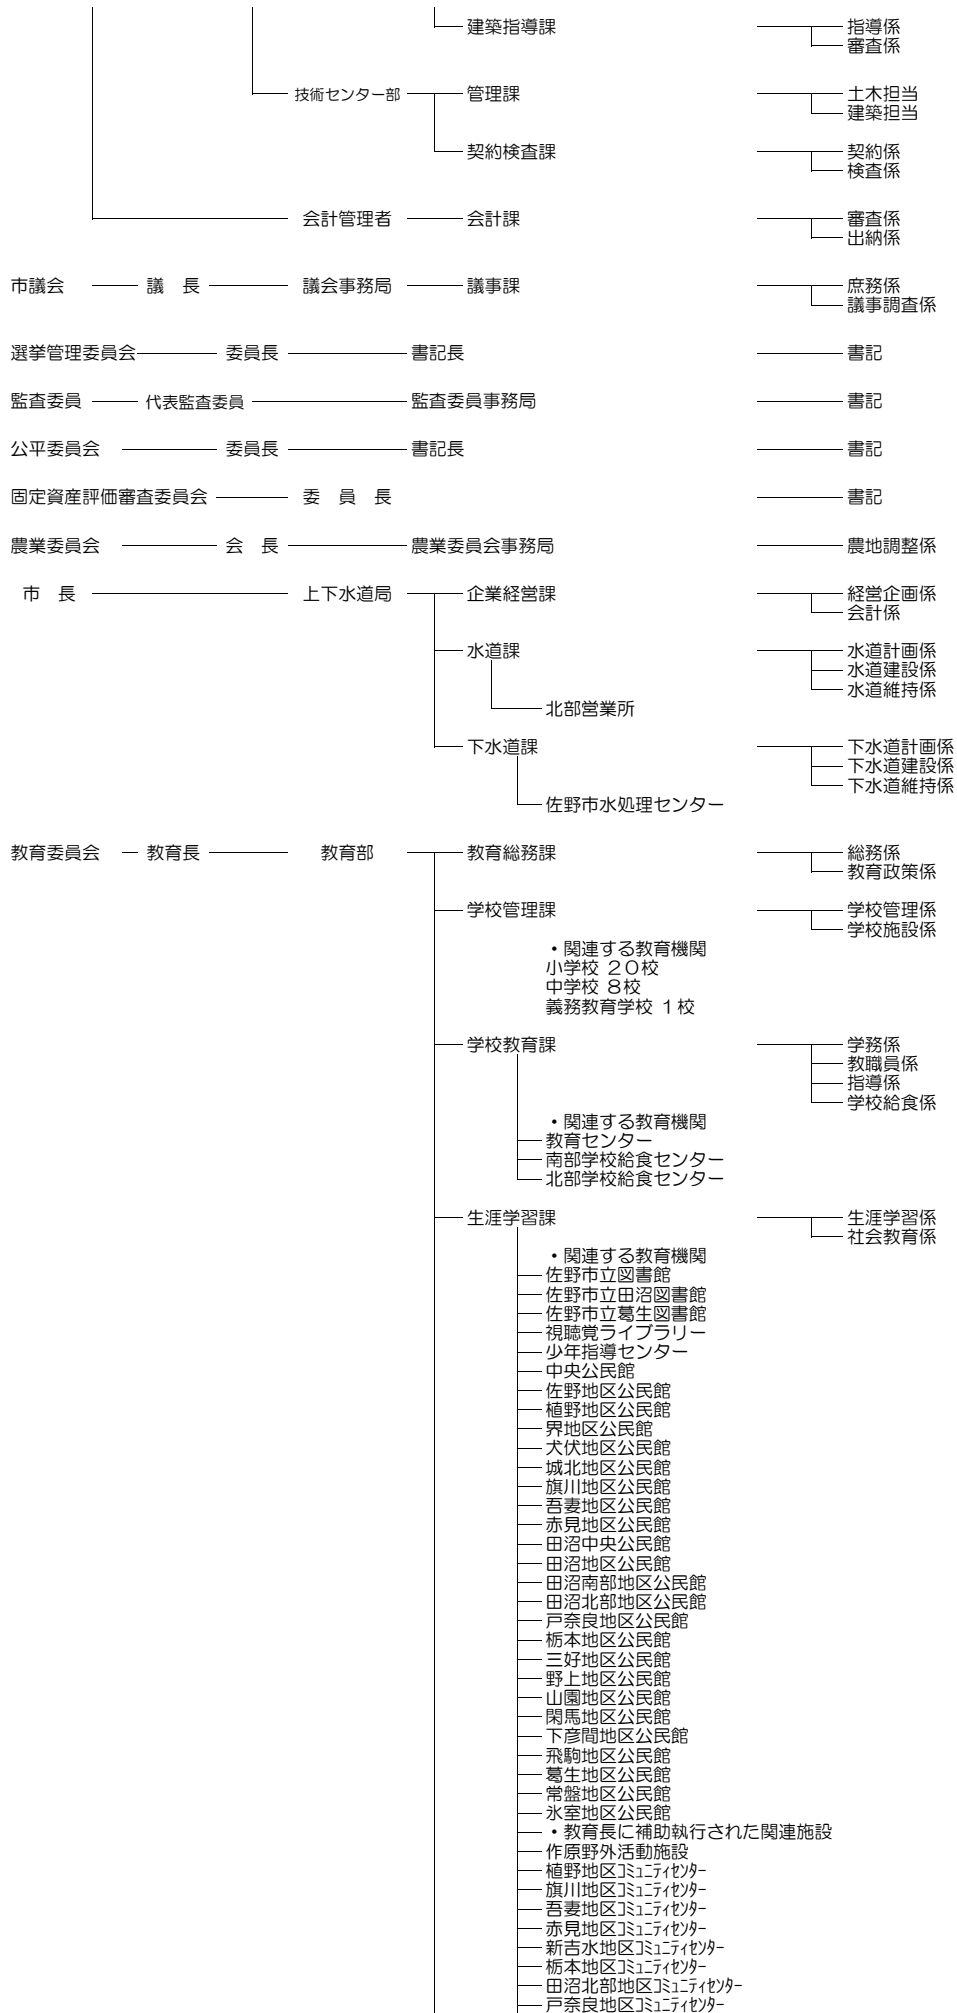 建築指導課 指導係
審査係
技術センター部 管理課 土木担当
建築担当
契約検査課 契約係
検査係
会計管理者 会計課 審査係
出納係
市議会 議　長 議会事務局 議事課 庶務係
議事調査係
選挙管理委員会 委員長 書記長 書記
監査委員 代表監査委員 監査委員事務局 書記
公平委員会 委員長 書記長 書記
固定資産評価審査委員会 委　員　長 書記
農業委員会 会　長 農業委員会事務局 農地調整係
市　長 上下水道局 企業経営課 経営企画係
会計係
水道課 水道計画係
水道建設係
水道維持係
北部営業所
下水道課 下水道計画係
下水道建設係
下水道維持係
佐野市水処理センター
教育委員会 教育長 教育部 教育総務課 総務係
教育政策係
学校管理課 学校管理係
学校施設係
・関連する教育機関
小学校 ２０校
中学校 ８校
義務教育学校 １校
学校教育課 学務係
教職員係
指導係
学校給食係
・関連する教育機関
教育センター
南部学校給食センター
北部学校給食センター
生涯学習課 生涯学習係
社会教育係
・関連する教育機関
佐野市立図書館
佐野市立田沼図書館
佐野市立葛生図書館
視聴覚ライブラリー
少年指導センター
中央公民館
佐野地区公民館
植野地区公民館
界地区公民館
犬伏地区公民館
城北地区公民館
旗川地区公民館
吾妻地区公民館
赤見地区公民館
田沼中央公民館
田沼地区公民館
田沼南部地区公民館
田沼北部地区公民館
戸奈良地区公民館
栃本地区公民館
三好地区公民館
野上地区公民館
山園地区公民館
閑馬地区公民館
下彦間地区公民館
飛駒地区公民館
葛生地区公民館
常盤地区公民館
氷室地区公民館
・教育長に補助執行された関連施設
作原野外活動施設
植野地区ｺﾐｭﾆﾃｨｾﾝﾀｰ
旗川地区ｺﾐｭﾆﾃｨｾﾝﾀｰ
吾妻地区ｺﾐｭﾆﾃｨｾﾝﾀｰ
赤見地区ｺﾐｭﾆﾃｨｾﾝﾀｰ
新吉水地区ｺﾐｭﾆﾃｨｾﾝﾀｰ
栃本地区ｺﾐｭﾆﾃｨｾﾝﾀｰ
田沼北部地区ｺﾐｭﾆﾃｨｾﾝﾀｰ
戸奈良地区ｺﾐｭﾆﾃｨｾﾝﾀｰ